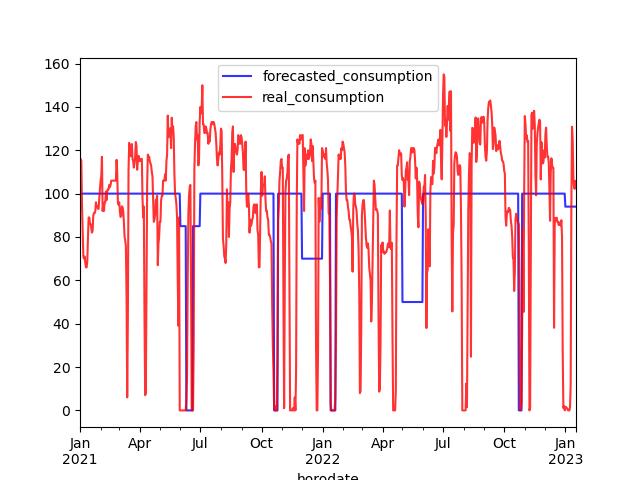 forecasted_consumption
real_consumption
160
140
120
100
80
60
40
20
0
Jan Apr Jul Oct Jan Apr Jul Oct Jan
2021 2022 2023
horodate